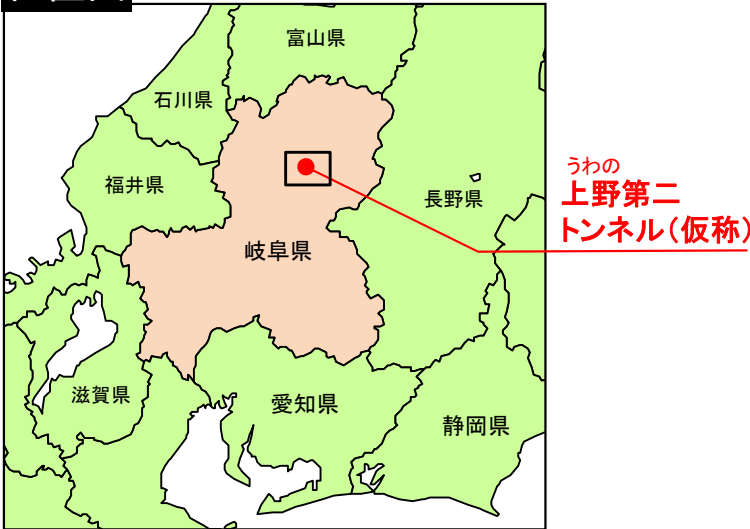 富山県
石川県
福井県
長野県
岐阜県
うわの
上野第二
トンネル(仮称)
滋賀県
愛知県
静岡県